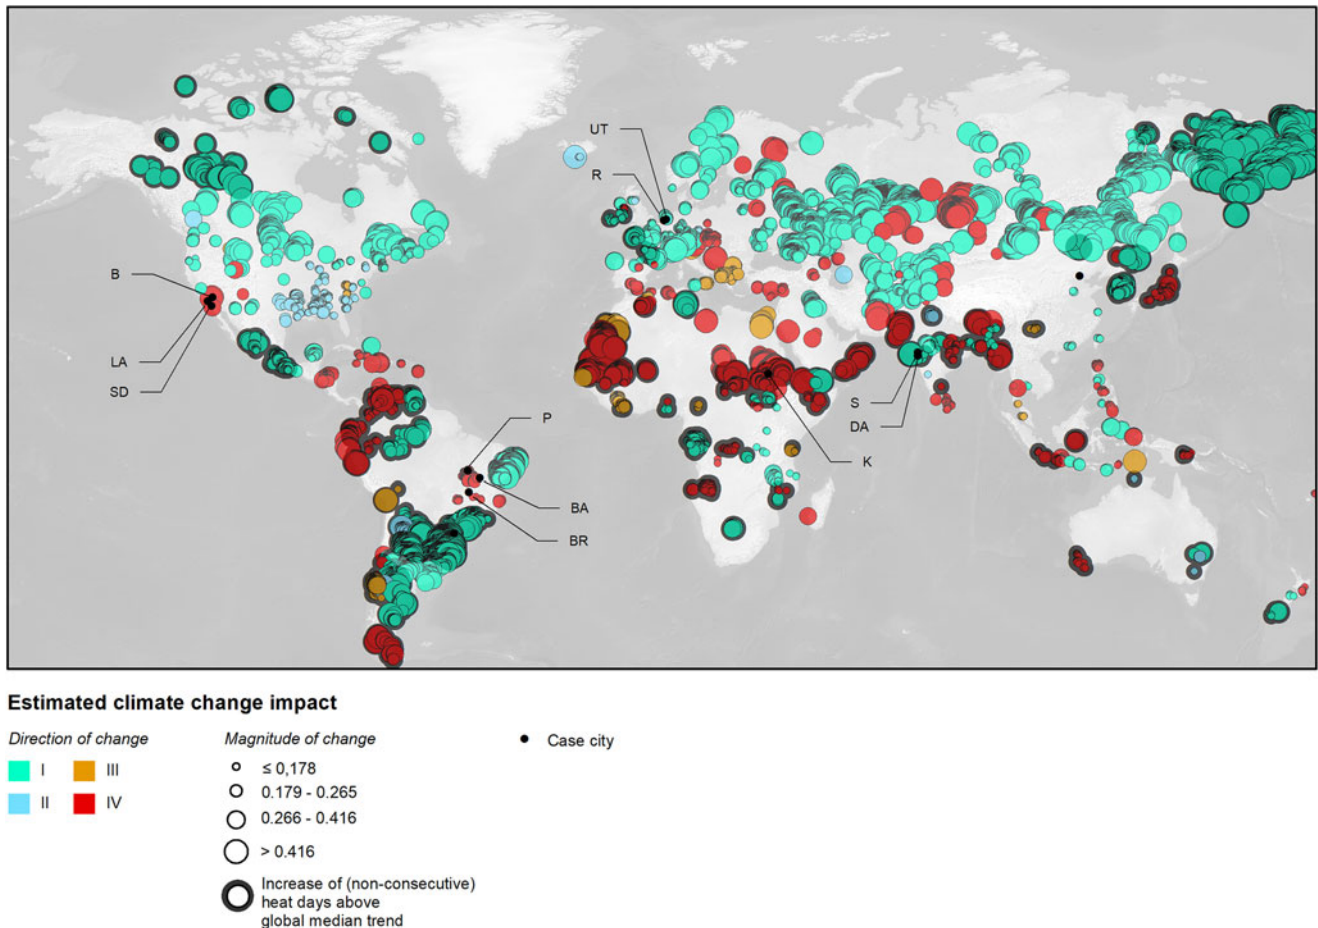 UT
R
B
LA
SD
P
S
DA
K
BA
BR
Estimated climate change impact
Direction of change
I
III
II
IV
Magnitude of change
≤ 0,178
0.179 - 0.265
0.266 - 0.416
> 0.416
Increase of (non-consecutive)
heat days above
global median trend
Case city